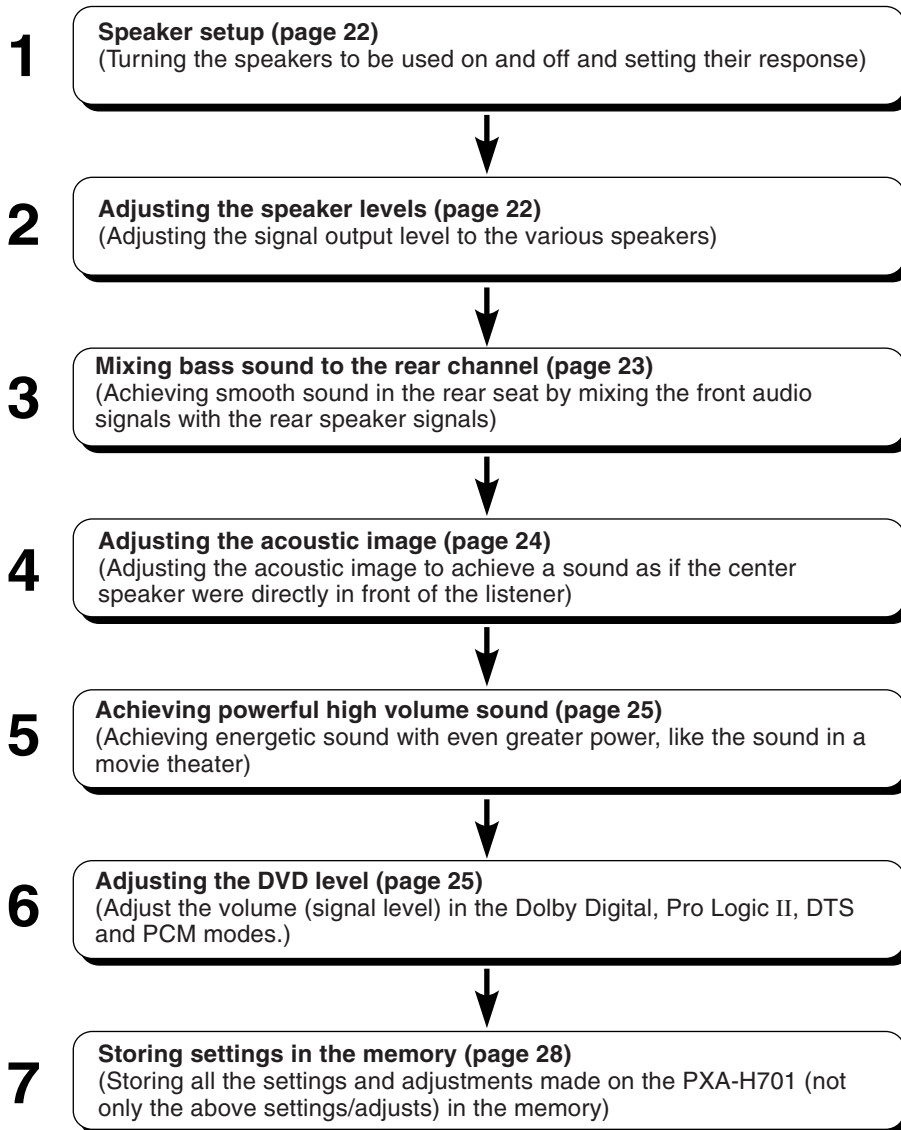 1
Speaker setup (page 22)
(Turning the speakers to be used on and off and setting their response)
2
Adjusting the speaker levels (page 22)
(Adjusting the signal output level to the various speakers)
3
Mixing bass sound to the rear channel (page 23)
(Achieving smooth sound in the rear seat by mixing the front audio
signals with the rear speaker signals)
4
Adjusting the acoustic image (page 24)
(Adjusting the acoustic image to achieve a sound as if the center
speaker were directly in front of the listener)
5
Achieving powerful high volume sound (page 25)
(Achieving energetic sound with even greater power, like the sound in a
movie theater)
6
Adjusting the DVD level (page 25)
(Adjust the volume (signal level) in the Dolby Digital, Pro Logic II, DTS
and PCM modes.)
7
Storing settings in the memory (page 28)
(Storing all the settings and adjustments made on the PXA-H701 (not
only the above settings/adjusts) in the memory)